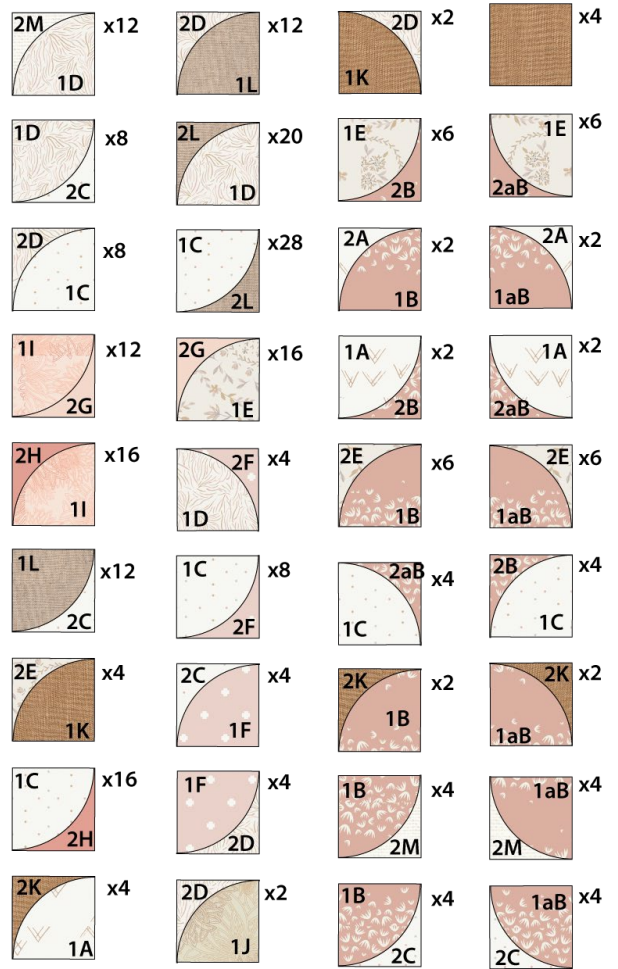 2M 1D x12
2D 1L x12
2D 1K x2
x4
1D 2C x8
2L 1D x20
1E 2B x6
1E 2aB x6
2D 1C x8
1C 2L x28
2A 1B x2
2A 1aB x2
1I 2G x12
2G 1E x16
1A 2B x2
1A 2aB x2
2H 1I x16
2F 1D x4
2E 1B x6
2E 1aB x6
1L 2C x12
1C 2F x8
2aB 1C x4
2B 1C x4
2E 1K x4
2C 1F x4
2K 1B x2
2K 1aB x2
1C 2H x16
1F 2D x4
1B 2M x4
1aB 2M x4
2K 1A x4
2D 1J x2
1B 2C x4
1aB 2C x4